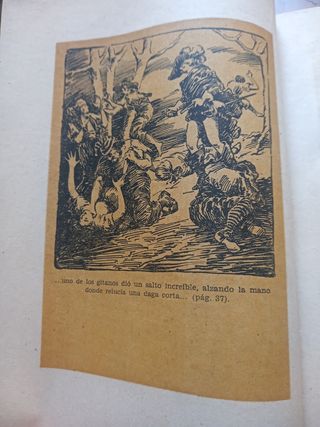 ...uno de los gitanos dió un salto increíble, alzando la mano
donde relucía una daga corta... (pág. 37).